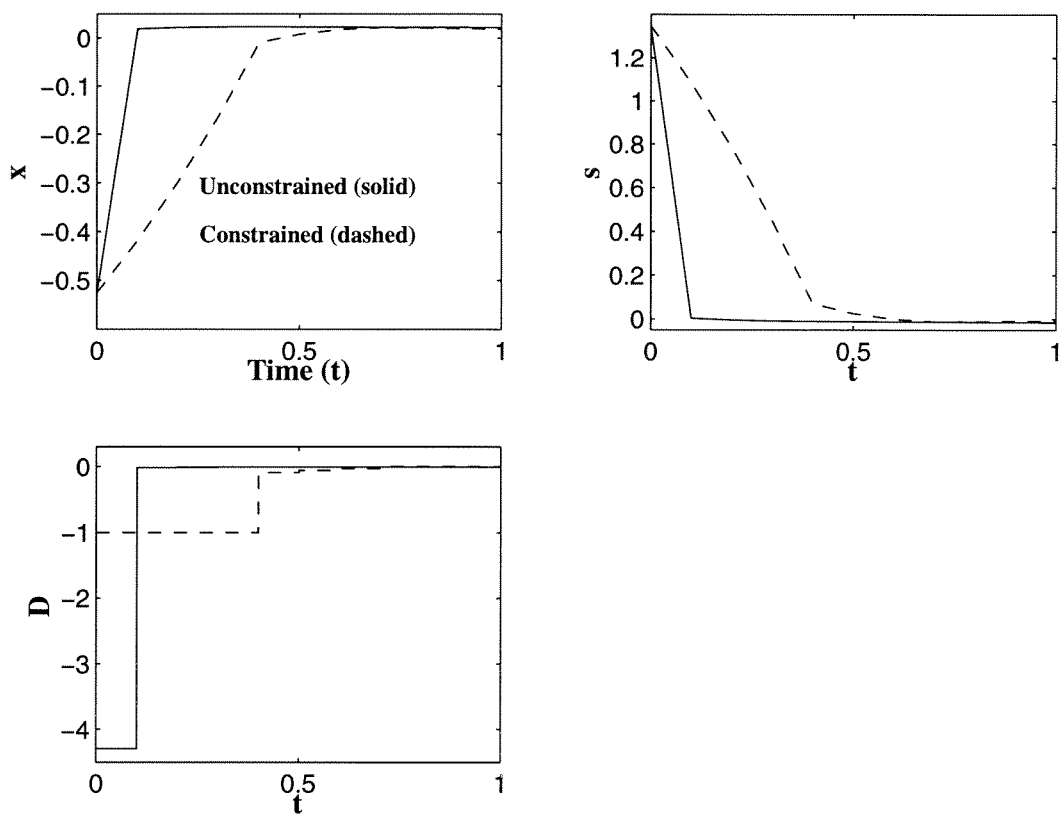 0
−0.1
−0.2
−0.3
−0.4
−0.5
x
Unconstrained (solid)
Constrained (dashed)
0 0.5 1
Time (t)
1.2
1
0.8
0.6
0.4
0.2
0
s
0 0.5 1
t
0
−1
−2
−3
−4
D
0 0.5 1
t